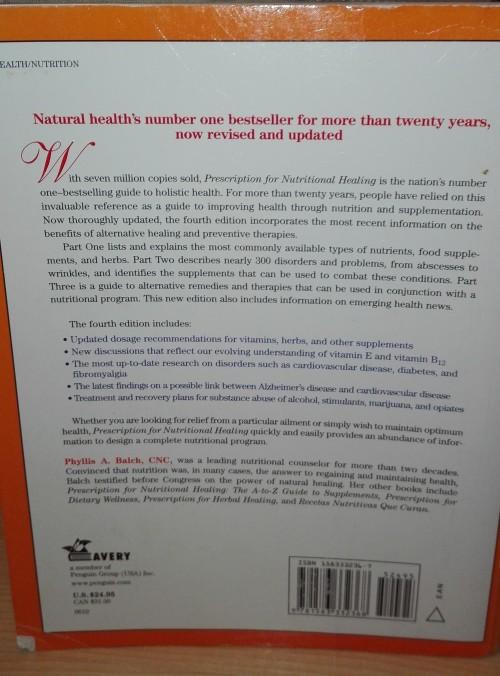 EALTH/NUTRITION
Natural health's number one bestseller for more than twenty years,
now revised and updated
With seven million copies sold, Prescription for Nutritional Healing is the nation's number
one–bestselling guide to holistic health. For more than twenty years, people have relied on this
invaluable reference as a guide to improving health through nutrition and supplementation.
Now thoroughly updated, the fourth edition incorporates the most recent information on the
benefits of alternative healing and preventive therapies.
Part One lists and explains the most commonly available types of nutrients, food supple-
ments, and herbs. Part Two describes nearly 300 disorders and problems, from abscesses to
wrinkles, and identifies the supplements that can be used to combat these conditions. Part
Three is a guide to alternative remedies and therapies that can be used in conjunction with a
nutritional program. This new edition also includes information on emerging health news.
The fourth edition includes:
• Updated dosage recommendations for vitamins, herbs, and other supplements
• New discussions that reflect our evolving understanding of vitamin E and vitamin B12
• The most up-to-date research on disorders such as cardiovascular disease, diabetes, and
fibromyalgia
• The latest findings on a possible link between Alzheimer's disease and cardiovascular disease
• Treatment and recovery plans for substance abuse of alcohol, stimulants, marijuana, and opiates
Whether you are looking for relief from a particular ailment or simply wish to maintain optimum
health, Prescription for Nutritional Healing quickly and easily provides an abundance of infor-
mation to design a complete nutritional program.
Phyllis A. Balch, CNC, was a leading nutritional counselor for more than two decades.
Convinced that nutrition was, in many cases, the answer to regaining and maintaining health,
Balch testified before Congress on the power of natural healing. Her other books include
Prescription for Nutritional Healing: The A-to-Z Guide to Supplements, Prescription for
Dietary Wellness, Prescription for Herbal Healing, and Recetas Nutritivas Que Curan.
AVERY
a member of
Penguin Group (USA) Inc.
www.penguin.com
U.S. $24.95
CAN $31.00
ISBN
52495
EAN